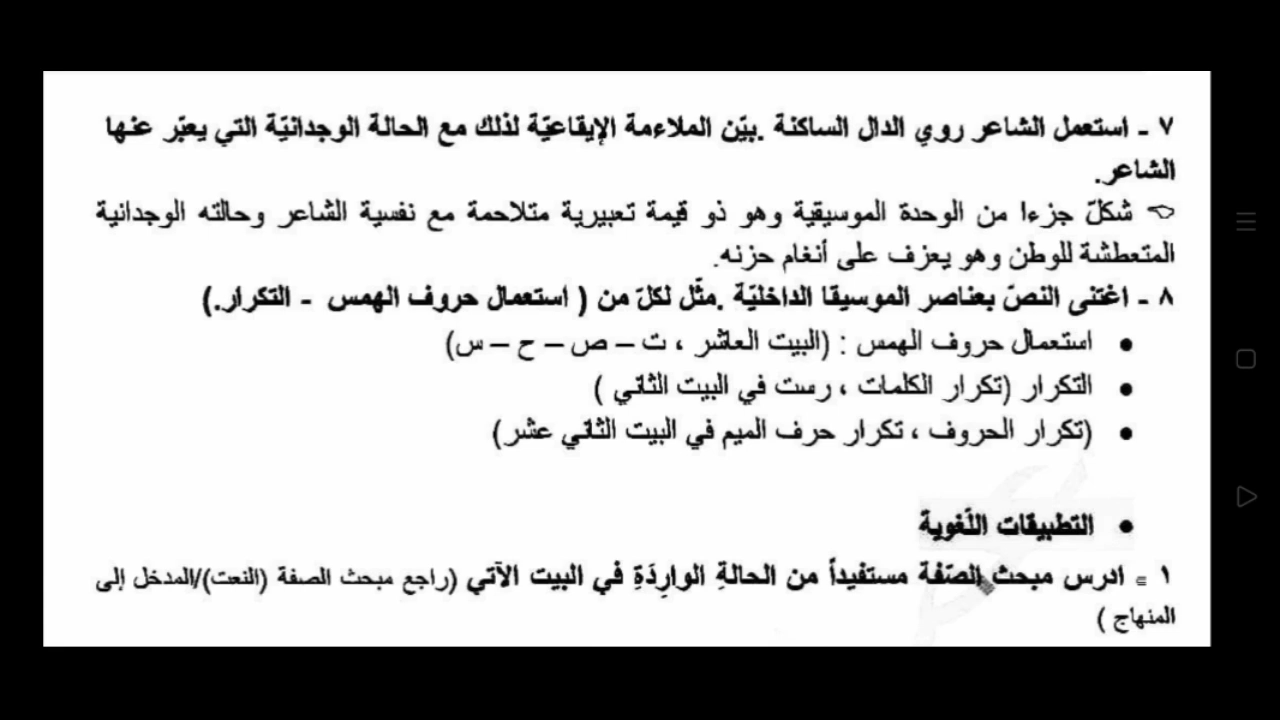 ٧ - استعمل الشاعر روي الدال الساكنة .بيّن الملاءمة الإيقاعيّة لذلك مع الحالة الوجدانيّة التي يعبّر عنها
الشاعر.
شكلّ جزءا من الوحدة الموسيقية وهو ذو قيمة تعبيرية متلاحمة مع نفسية الشاعر وحالته الوجدانية
المتعطشة للوطن وهو يعزف على أنغام حزنه.
٨ - اغتنى النصّ بعناصر الموسيقا الداخليّة .مثّل لكلّ من ( استعمال حروف الهمس - التكرار.)
• استعمال حروف الهمس : (البيت العاشر ، ت – ص – ح – س)
• التكرار (تكرار الكلمات ، رست في البيت الثاني )
• (تكرار الحروف ، تكرار حرف الميم في البيت الثاني عشر)
• التطبيقات اللّغوية
١ - ادرس مبحث الصّفة مستفيداً من الحالةِ الوارِدَةِ في البيت الآتي (راجع مبحث الصفة (النعت)/المدخل إلى
المنهاج )